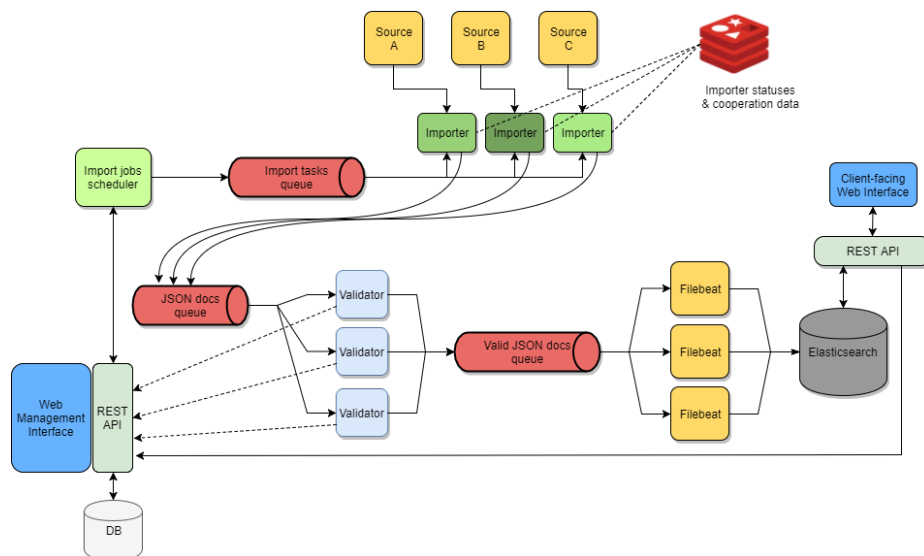 Source
A
Source
B
Source
C
Importer statuses
& cooperation data
Importer
Importer
Importer
Import jobs
scheduler
Import tasks
queue
Client-facing
Web Interface
REST API
JSON docs
queue
Validator
Validator
Validator
Valid JSON docs
queue
Filebeat
Filebeat
Filebeat
Elasticsearch
Web
Management
Interface
REST
API
DB